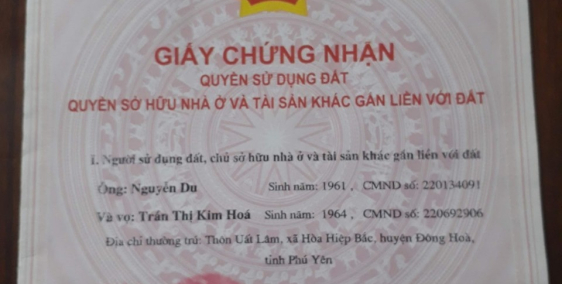 GIẤY CHỨNG NHẬN
QUYỀN SỬ DỤNG ĐẤT
QUYỀN SỞ HỮU NHÀ Ở VÀ TÀI SẢN KHÁC GẮN LIỀN VỚI ĐẤT
I. Người sử dụng đất, chủ sở hữu nhà ở và tài sản khác gắn liền với đất
Ông: Nguyễn Du Sinh năm: 1961 , CMND số: 220134091
Và vợ: Trần Thị Kim Hoá Sinh năm: 1964 , CMND số: 220692906
Địa chỉ thường trú: Thôn Uất Lâm, xã Hòa Hiệp Bắc, huyện Đông Hoà,
tỉnh Phú Yên